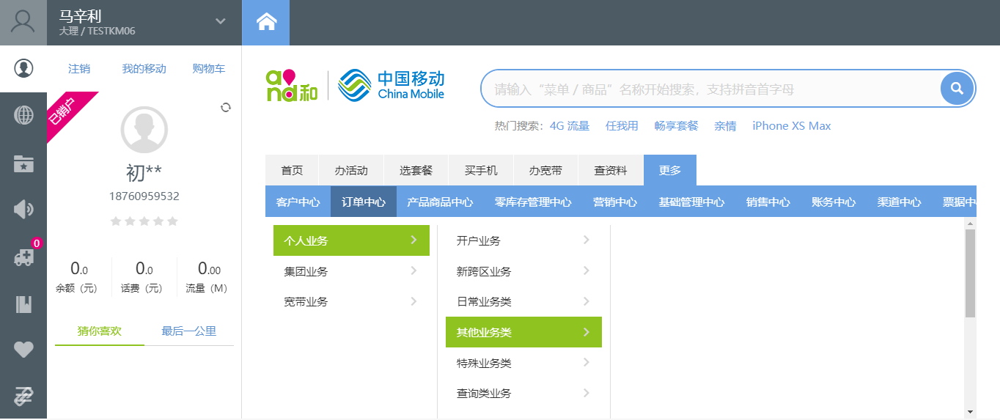 马辛利
大理 / TESTKM06
注销 我的移动 购物车
已销户
初**
18760959532
0
0.0 0.0 0.00
余额（元） 话费（元） 流量（M）
猜你喜欢 最后一公里
and和 中国移动
China Mobile
请输入“菜单 / 商品”名称开始搜索，支持拼音首字母
热门搜索： 4G 流量 任我用 畅享套餐 亲情 iPhone XS Max
首页 办活动 选套餐 买手机 办宽带 查资料 更多
客户中心 订单中心 产品商品中心 零库存管理中心 营销中心 基础管理中心 销售中心 账务中心 渠道中心 票据中
个人业务 开户业务
集团业务 新跨区业务
宽带业务 日常业务类
其他业务类
特殊业务类
查询类业务